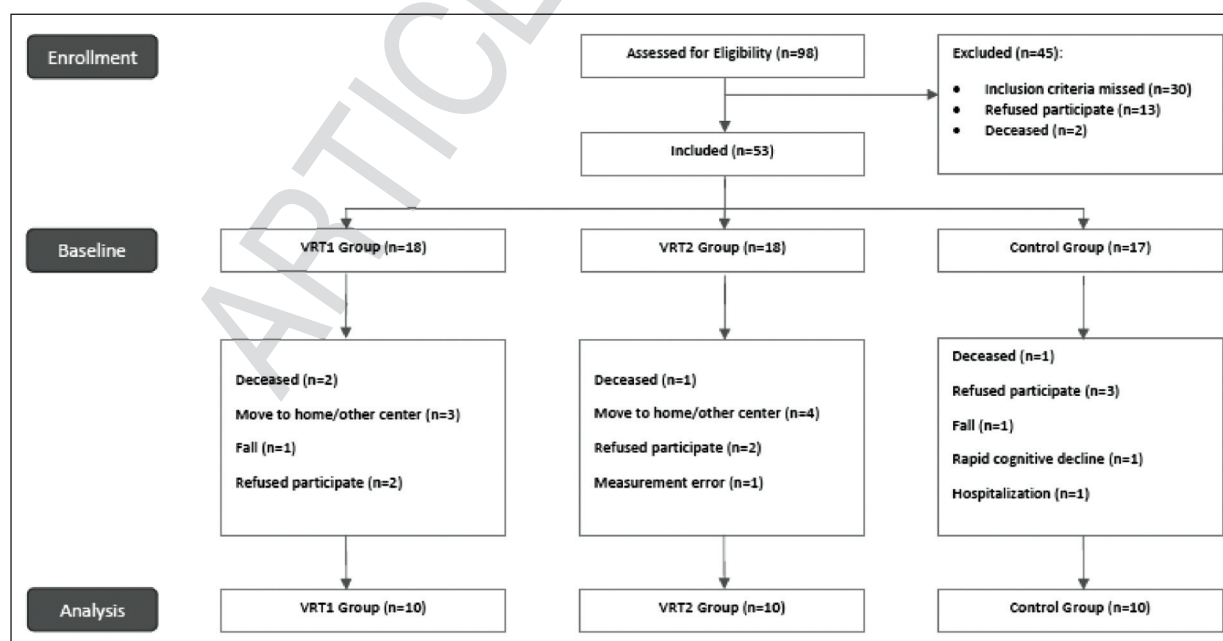 ARTICLE
Enrollment
Assessed for Eligibility (n=98)
Excluded (n=45):
• Inclusion criteria missed (n=30)
• Refused participate (n=13)
• Deceased (n=2)
Included (n=53)
Baseline
VRT1 Group (n=18)
VRT2 Group (n=18)
Control Group (n=17)
Deceased (n=2)
Move to home/other center (n=3)
Fall (n=1)
Refused participate (n=2)
Deceased (n=1)
Move to home/other center (n=4)
Refused participate (n=2)
Measurement error (n=1)
Deceased (n=1)
Refused participate (n=3)
Fall (n=1)
Rapid cognitive decline (n=1)
Hospitalization (n=1)
Analysis
VRT1 Group (n=10)
VRT2 Group (n=10)
Control Group (n=10)